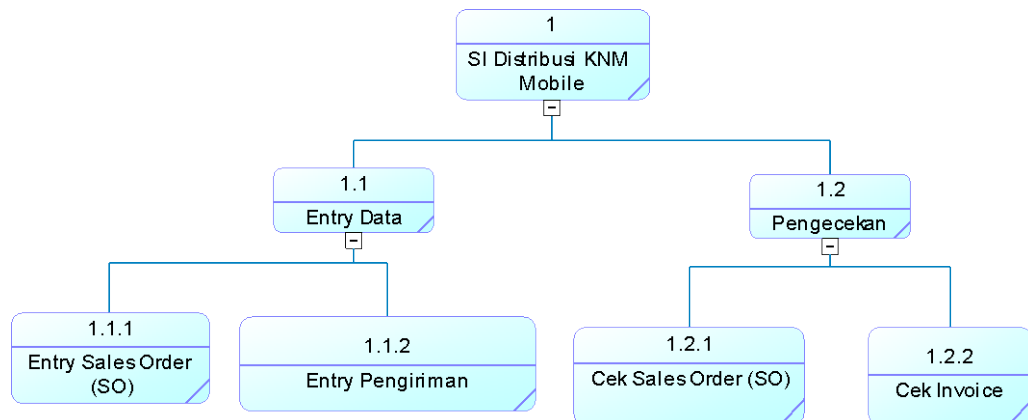 1
SI Distribusi KNM
Mobile
1.1
Entry Data
1.2
Pengecekan
1.1.1
Entry Sales Order
(SO)
1.1.2
Entry Pengiriman
1.2.1
Cek Sales Order (SO)
1.2.2
Cek Invoice